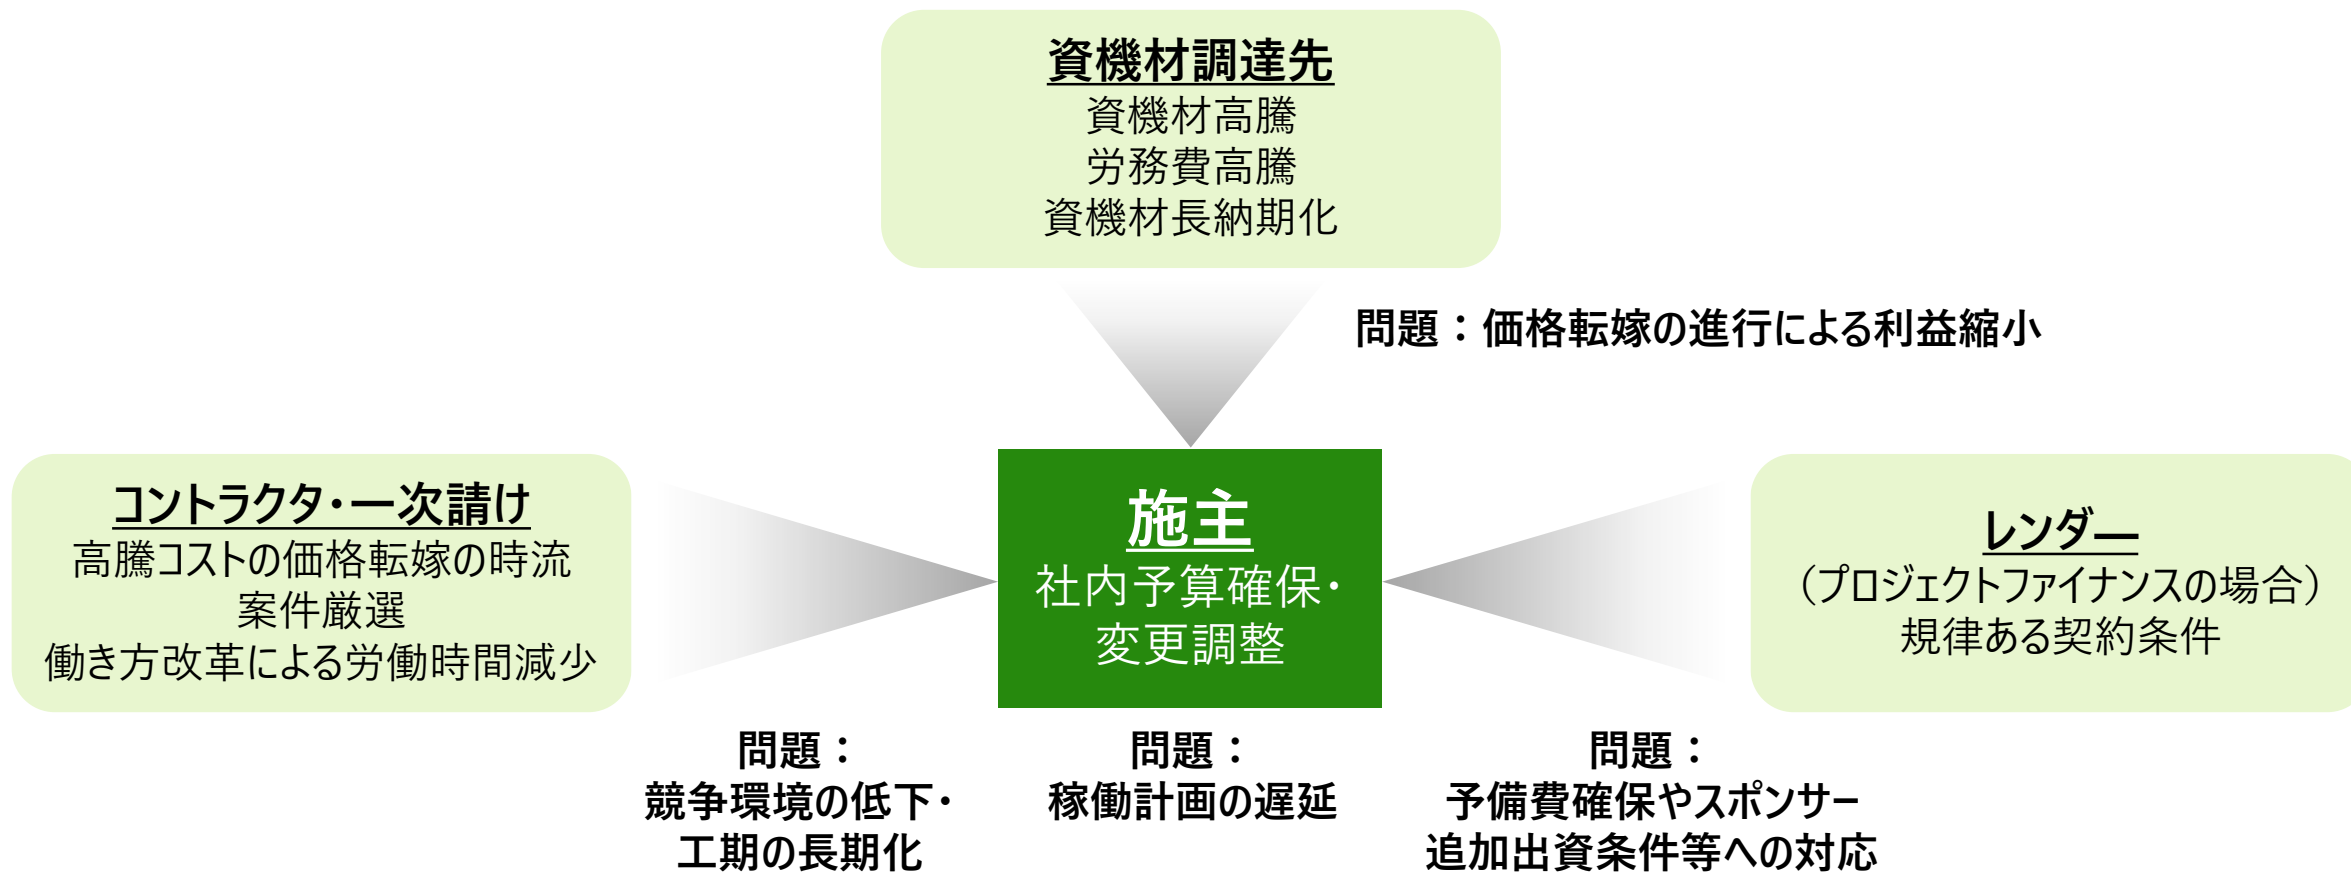 資機材調達先
資機材高騰
労務費高騰
資機材長納期化
問題：価格転嫁の進行による利益縮小
コントラクタ・一次請け
高騰コストの価格転嫁の時流
案件厳選
働き方改革による労働時間減少
施主
社内予算確保・
変更調整
レンダー
（プロジェクトファイナンスの場合）
規律ある契約条件
問題：
競争環境の低下・
工期の長期化
問題：
稼働計画の遅延
問題：
予備費確保やスポンサー
追加出資条件等への対応